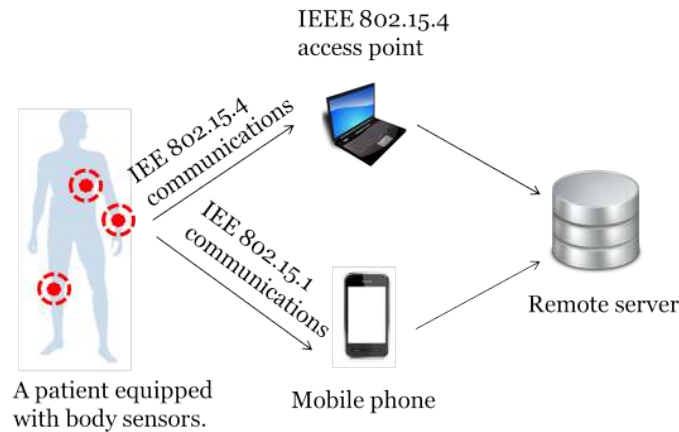 IEEE 802.15.4
access point
IEE 802.15.4
communications
IEE 802.15.1
communications
Remote server
Mobile phone
A patient equipped
with body sensors.